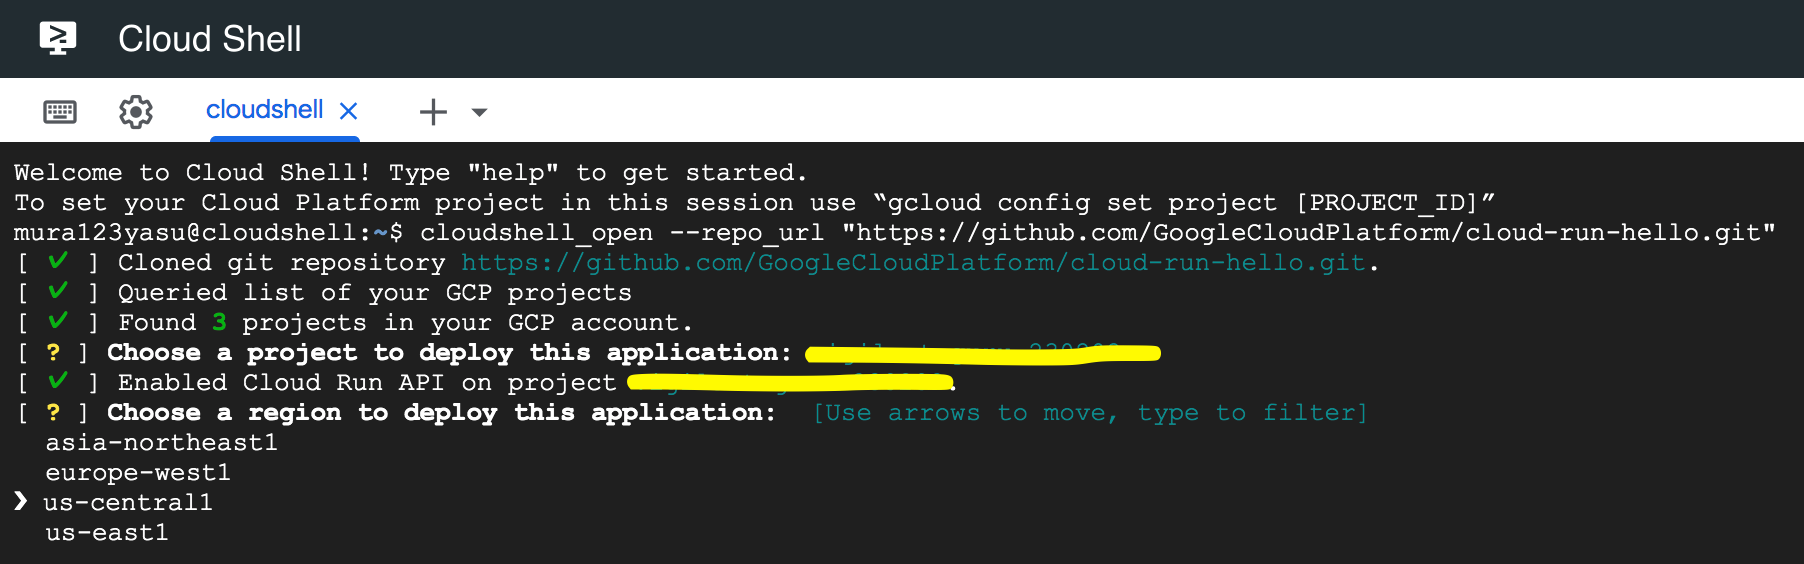 Cloud Shell
cloudshell
Welcome to Cloud Shell! Type "help" to get started.
To set your Cloud Platform project in this session use “gcloud config set project [PROJECT_ID]”
mura123yasu@cloudshell:~$ cloudshell_open --repo_url "https://github.com/GoogleCloudPlatform/cloud-run-hello.git"
[ ✔ ] Cloned git repository https://github.com/GoogleCloudPlatform/cloud-run-hello.git.
[ ✔ ] Queried list of your GCP projects
[ ✔ ] Found 3 projects in your GCP account.
[ ? ] Choose a project to deploy this application:
[ ✔ ] Enabled Cloud Run API on project .
[ ? ] Choose a region to deploy this application:  [Use arrows to move, type to filter]
asia-northeast1
europe-west1
❯ us-central1
us-east1